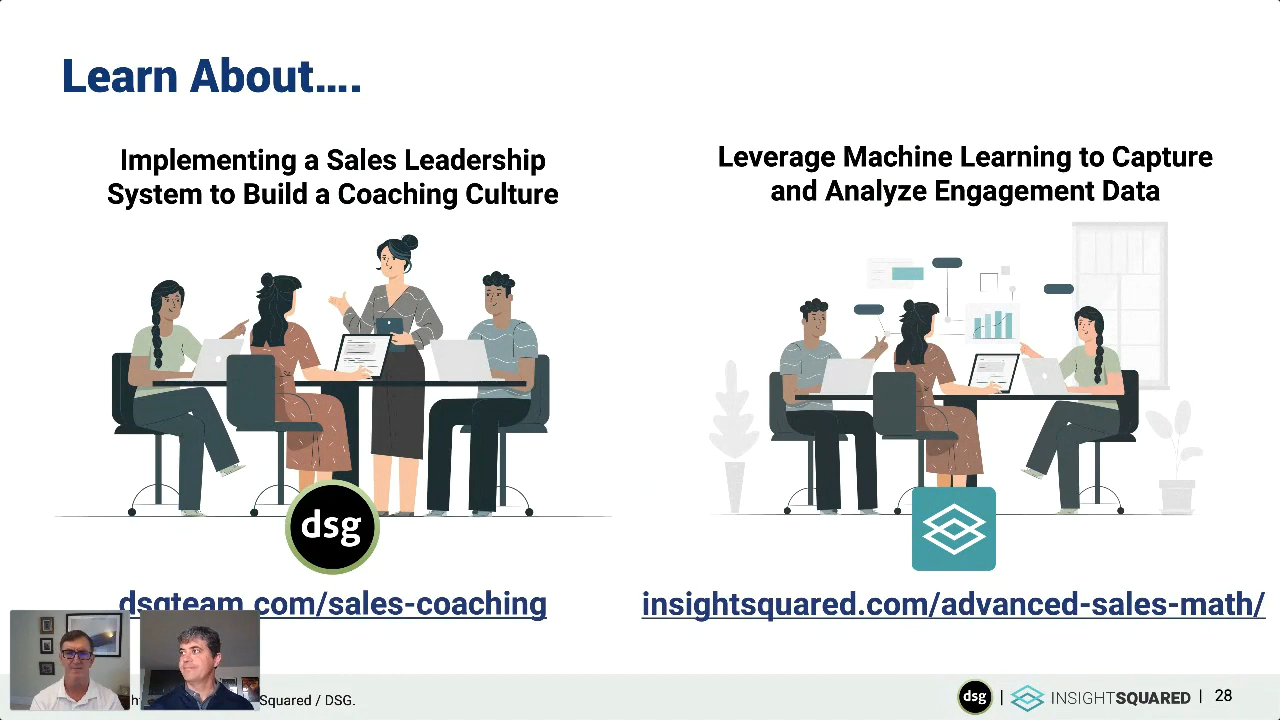 Learn About....
Implementing a Sales Leadership
System to Build a Coaching Culture
Leverage Machine Learning to Capture
and Analyze Engagement Data
dsg
dsgteam.com/sales-coaching
insightsquared.com/advanced-sales-math/
Squared / DSG.
dsg | INSIGHTSQUARED | 28